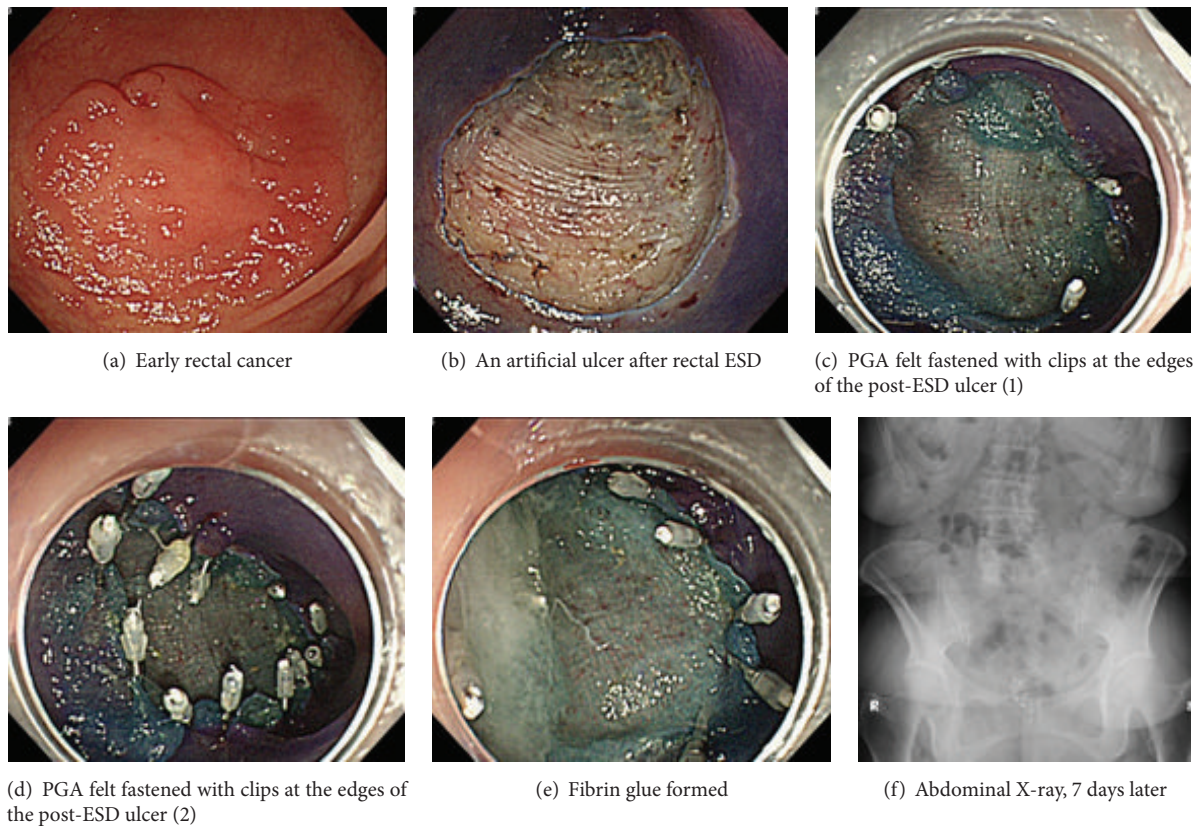 (a) Early rectal cancer
(b) An artificial ulcer after rectal ESD
(c) PGA felt fastened with clips at the edges
of the post-ESD ulcer (1)
(d) PGA felt fastened with clips at the edges of
the post-ESD ulcer (2)
(e) Fibrin glue formed
R
(f) Abdominal X-ray, 7 days later